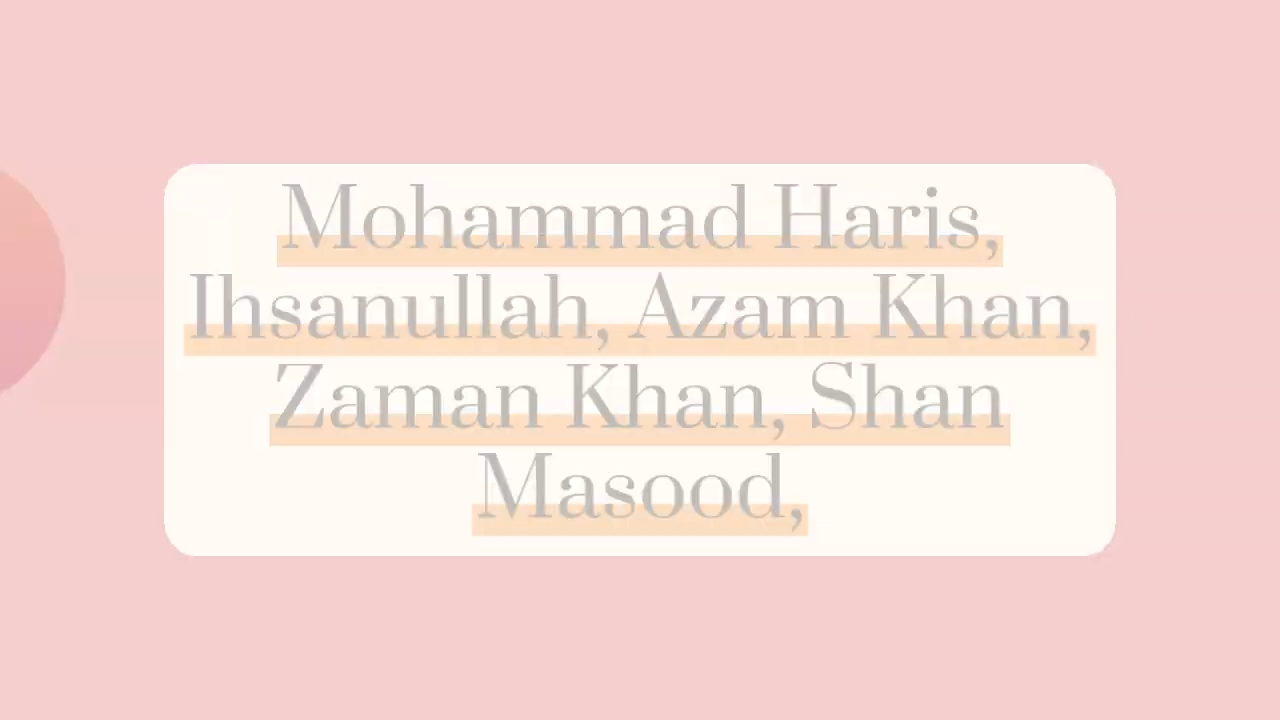 Mohammad Haris,
Ihsanullah, Azam Khan,
Zaman Khan, Shan
Masood,